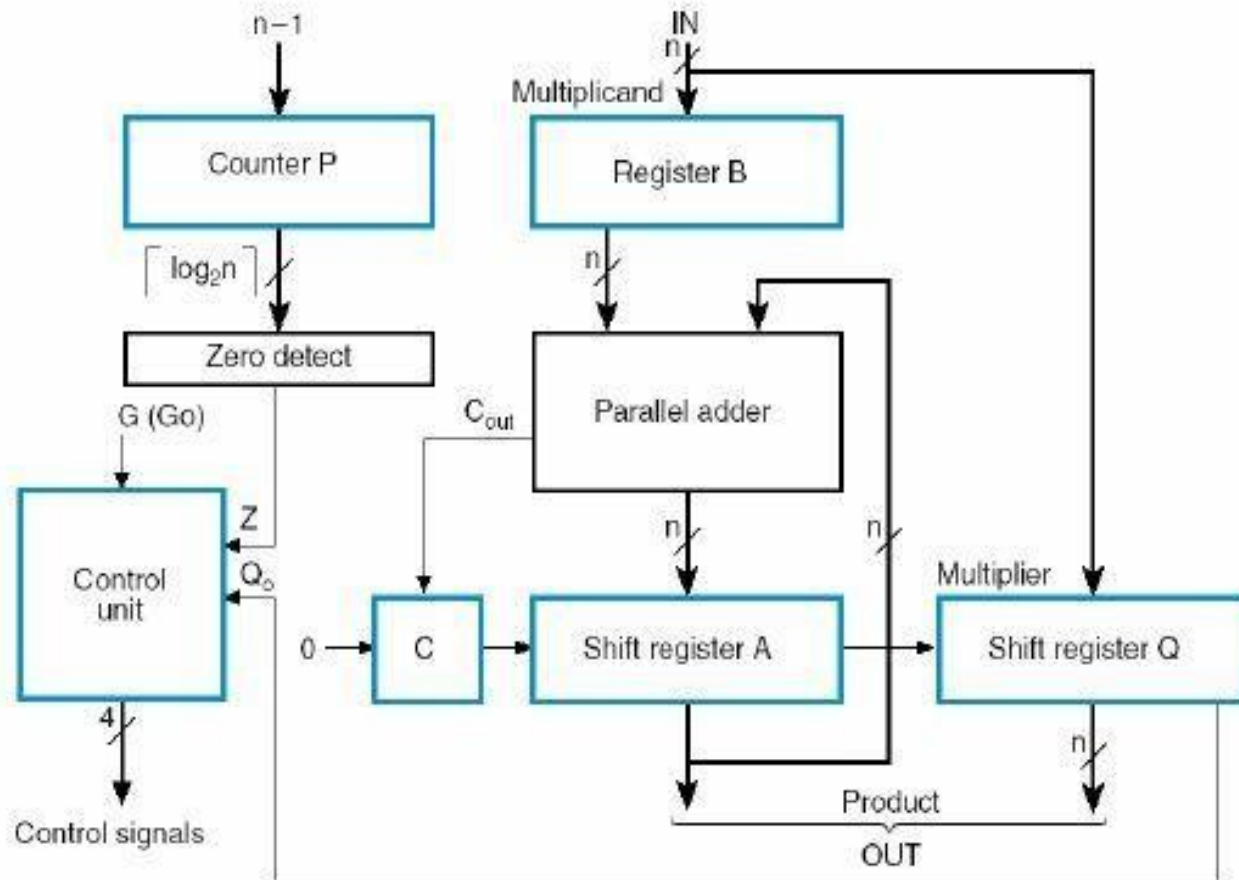 n−1
IN
n
Multiplicand
Counter P
Register B
⌈log₂n⌉
n
Zero detect
G (Go)
Cout
Parallel adder
Z
n
n
Control unit
Qo
Multiplier
0
C
Shift register A
Shift register Q
4
n
Control signals
Product
OUT